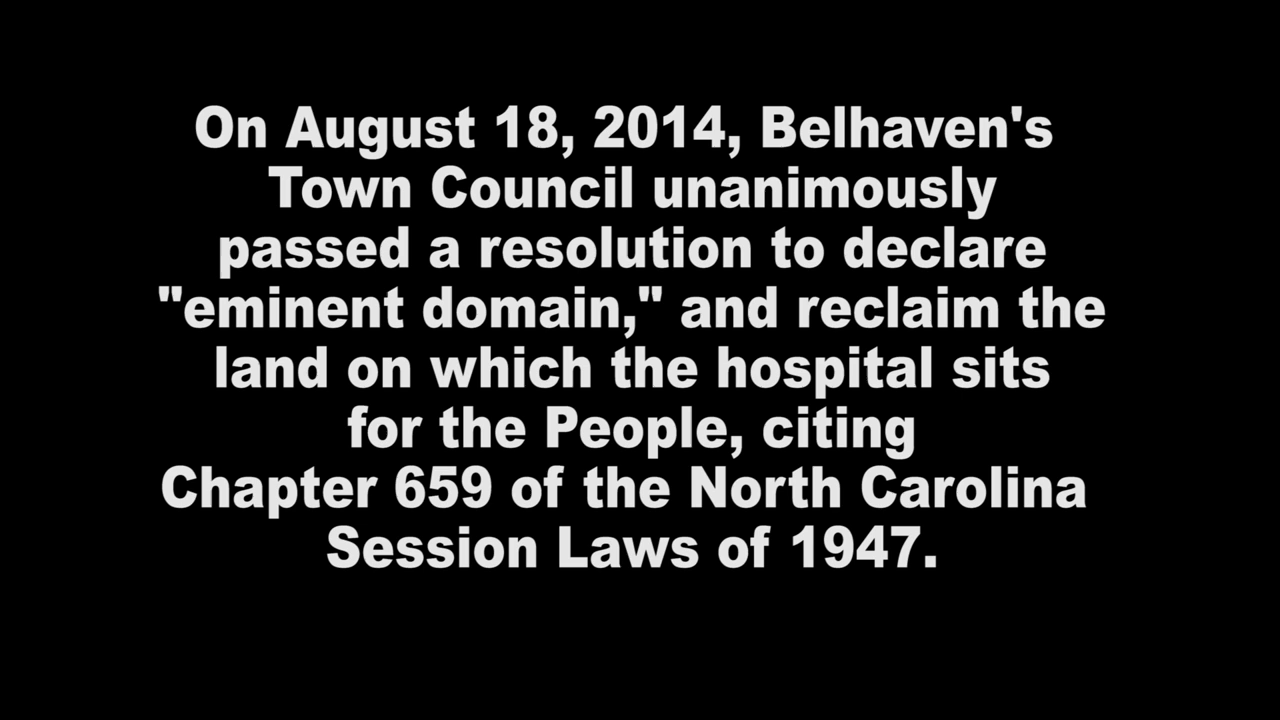 On August 18, 2014, Belhaven's
Town Council unanimously
passed a resolution to declare
"eminent domain," and reclaim the
land on which the hospital sits
for the People, citing
Chapter 659 of the North Carolina
Session Laws of 1947.